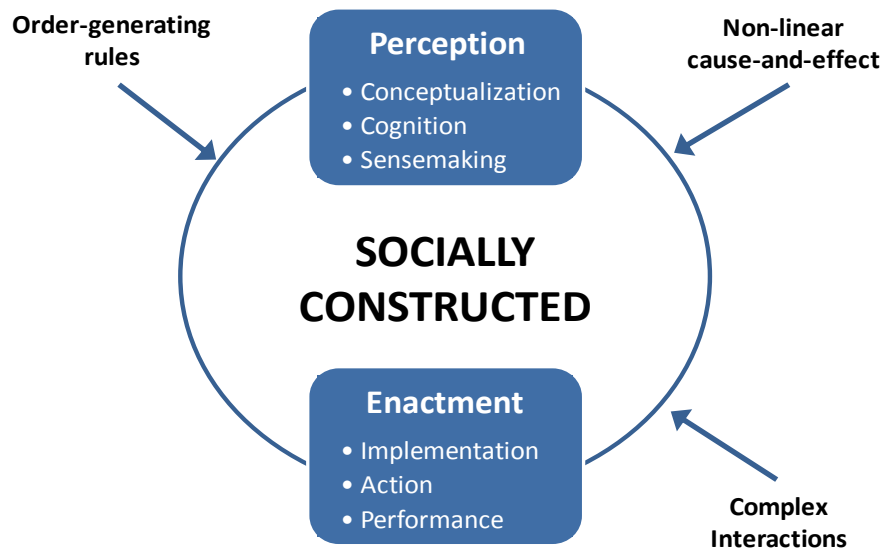 Order-generating
rules
Perception
• Conceptualization
• Cognition
• Sensemaking
Non-linear
cause-and-effect
SOCIALLY
CONSTRUCTED
Enactment
• Implementation
• Action
• Performance
Complex
Interactions